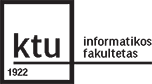 ktu
1922
informatikos
fakultetas